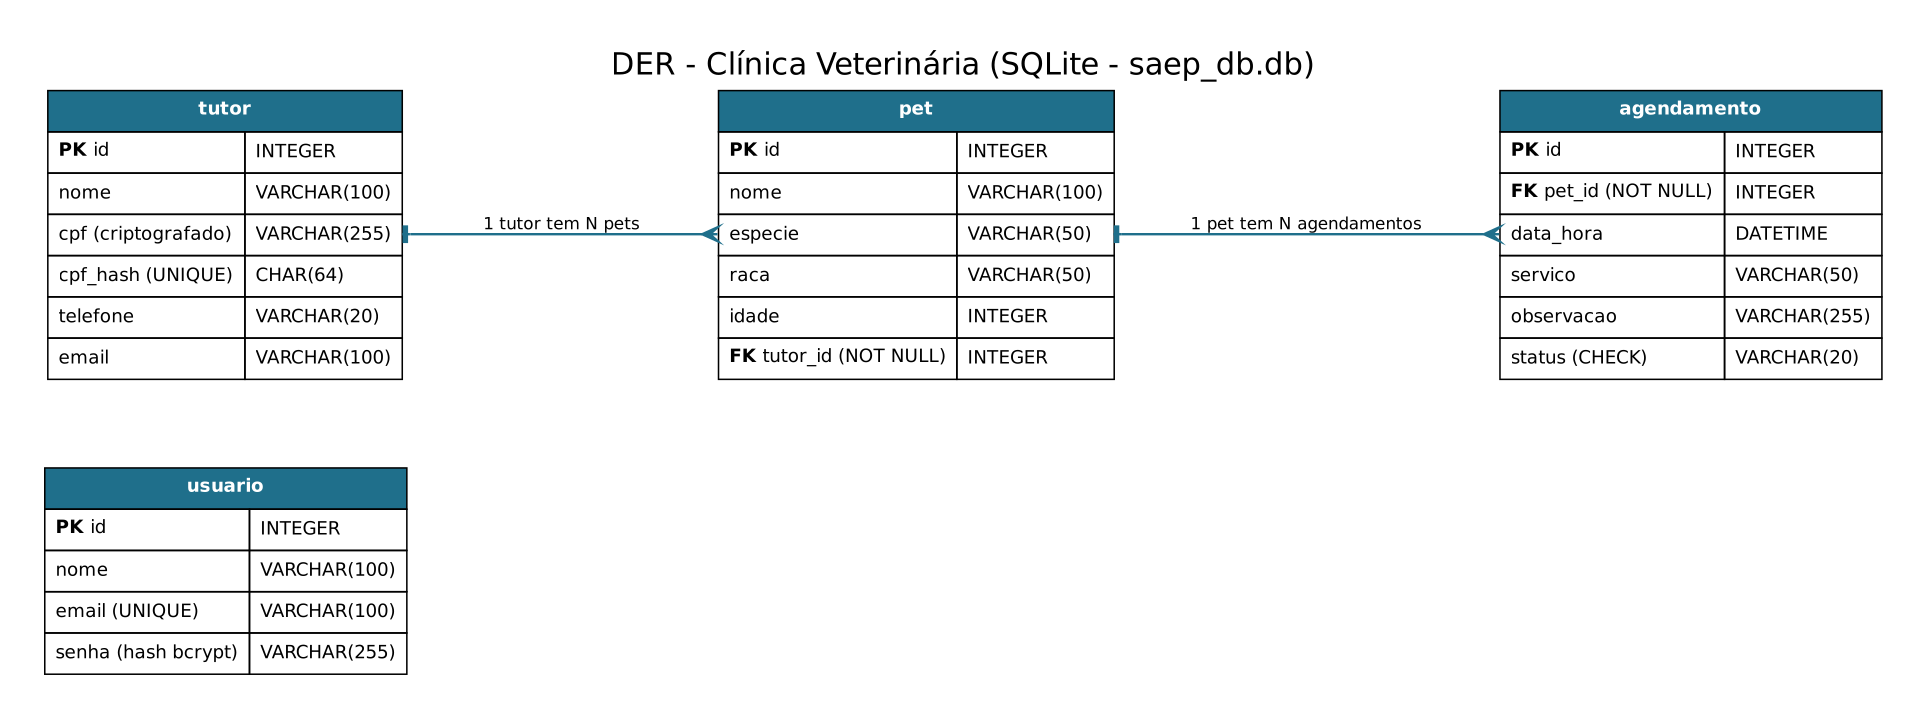 DER - Clínica Veterinária (SQLite - saep_db.db)
tutor
PK id INTEGER
nome VARCHAR(100)
cpf (criptografado) VARCHAR(255)
cpf_hash (UNIQUE) CHAR(64)
telefone VARCHAR(20)
email VARCHAR(100)
1 tutor tem N pets
pet
PK id INTEGER
nome VARCHAR(100)
especie VARCHAR(50)
raca VARCHAR(50)
idade INTEGER
FK tutor_id (NOT NULL) INTEGER
1 pet tem N agendamentos
agendamento
PK id INTEGER
FK pet_id (NOT NULL) INTEGER
data_hora DATETIME
servico VARCHAR(50)
observacao VARCHAR(255)
status (CHECK) VARCHAR(20)
usuario
PK id INTEGER
nome VARCHAR(100)
email (UNIQUE) VARCHAR(100)
senha (hash bcrypt) VARCHAR(255)